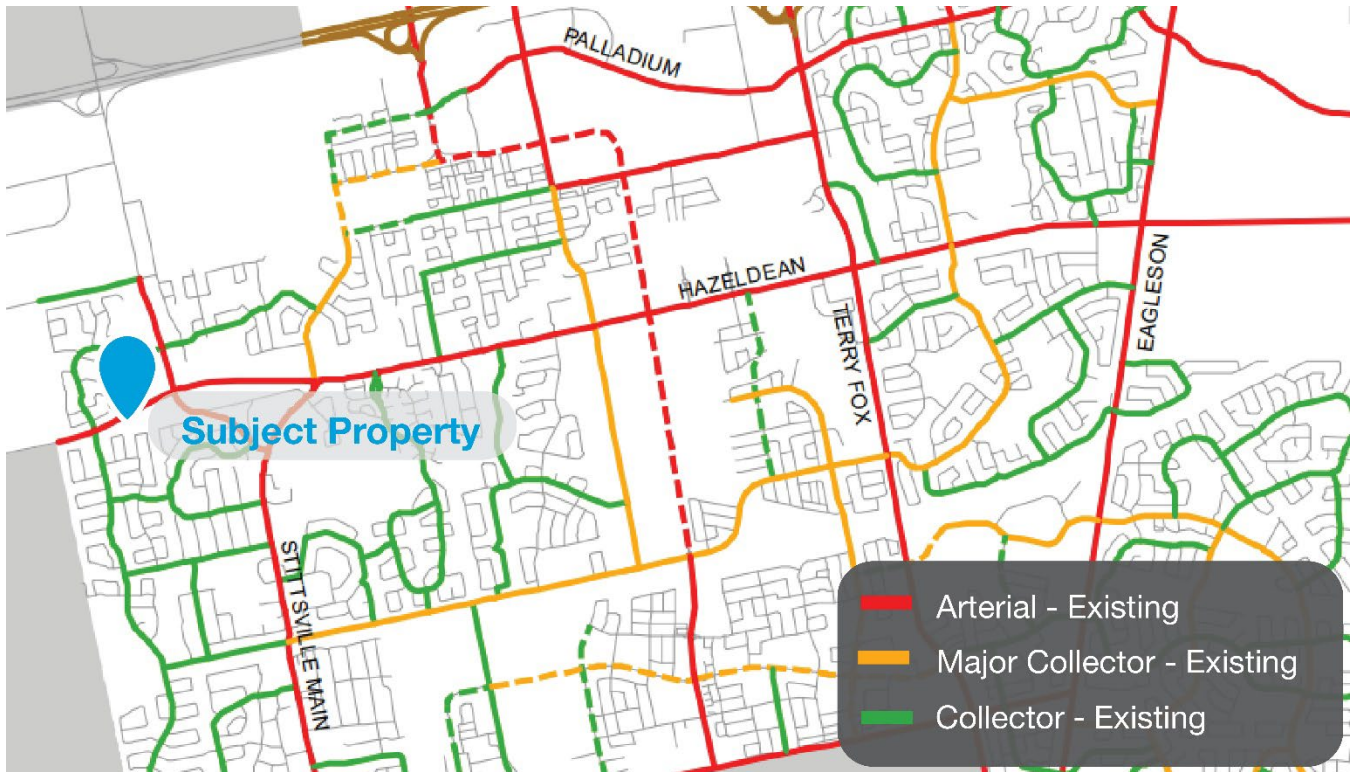 PALLADIUM
HAZELDEAN
EAGLESON
TERRY FOX
Subject Property
STITTSVILLE MAIN
Arterial - Existing
Major Collector - Existing
Collector - Existing